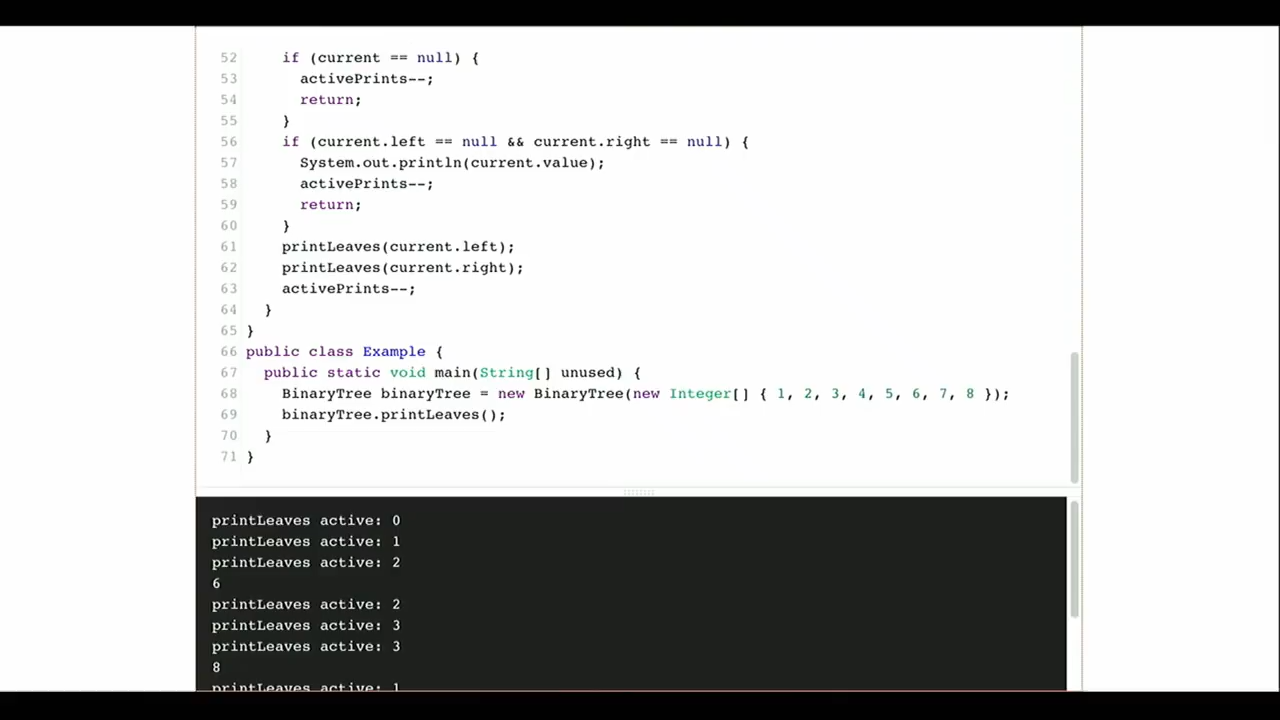 52     if (current == null) {
53       activePrints--;
54       return;
55     }
56     if (current.left == null && current.right == null) {
57       System.out.println(current.value);
58       activePrints--;
59       return;
60     }
61     printLeaves(current.left);
62     printLeaves(current.right);
63     activePrints--;
64   }
65 }
66 public class Example {
67   public static void main(String[] unused) {
68     BinaryTree binaryTree = new BinaryTree(new Integer[] { 1, 2, 3, 4, 5, 6, 7, 8 });
69     binaryTree.printLeaves();
70   }
71 }
printLeaves active: 0
printLeaves active: 1
printLeaves active: 2
6
printLeaves active: 2
printLeaves active: 3
printLeaves active: 3
8
printLeaves active: 1